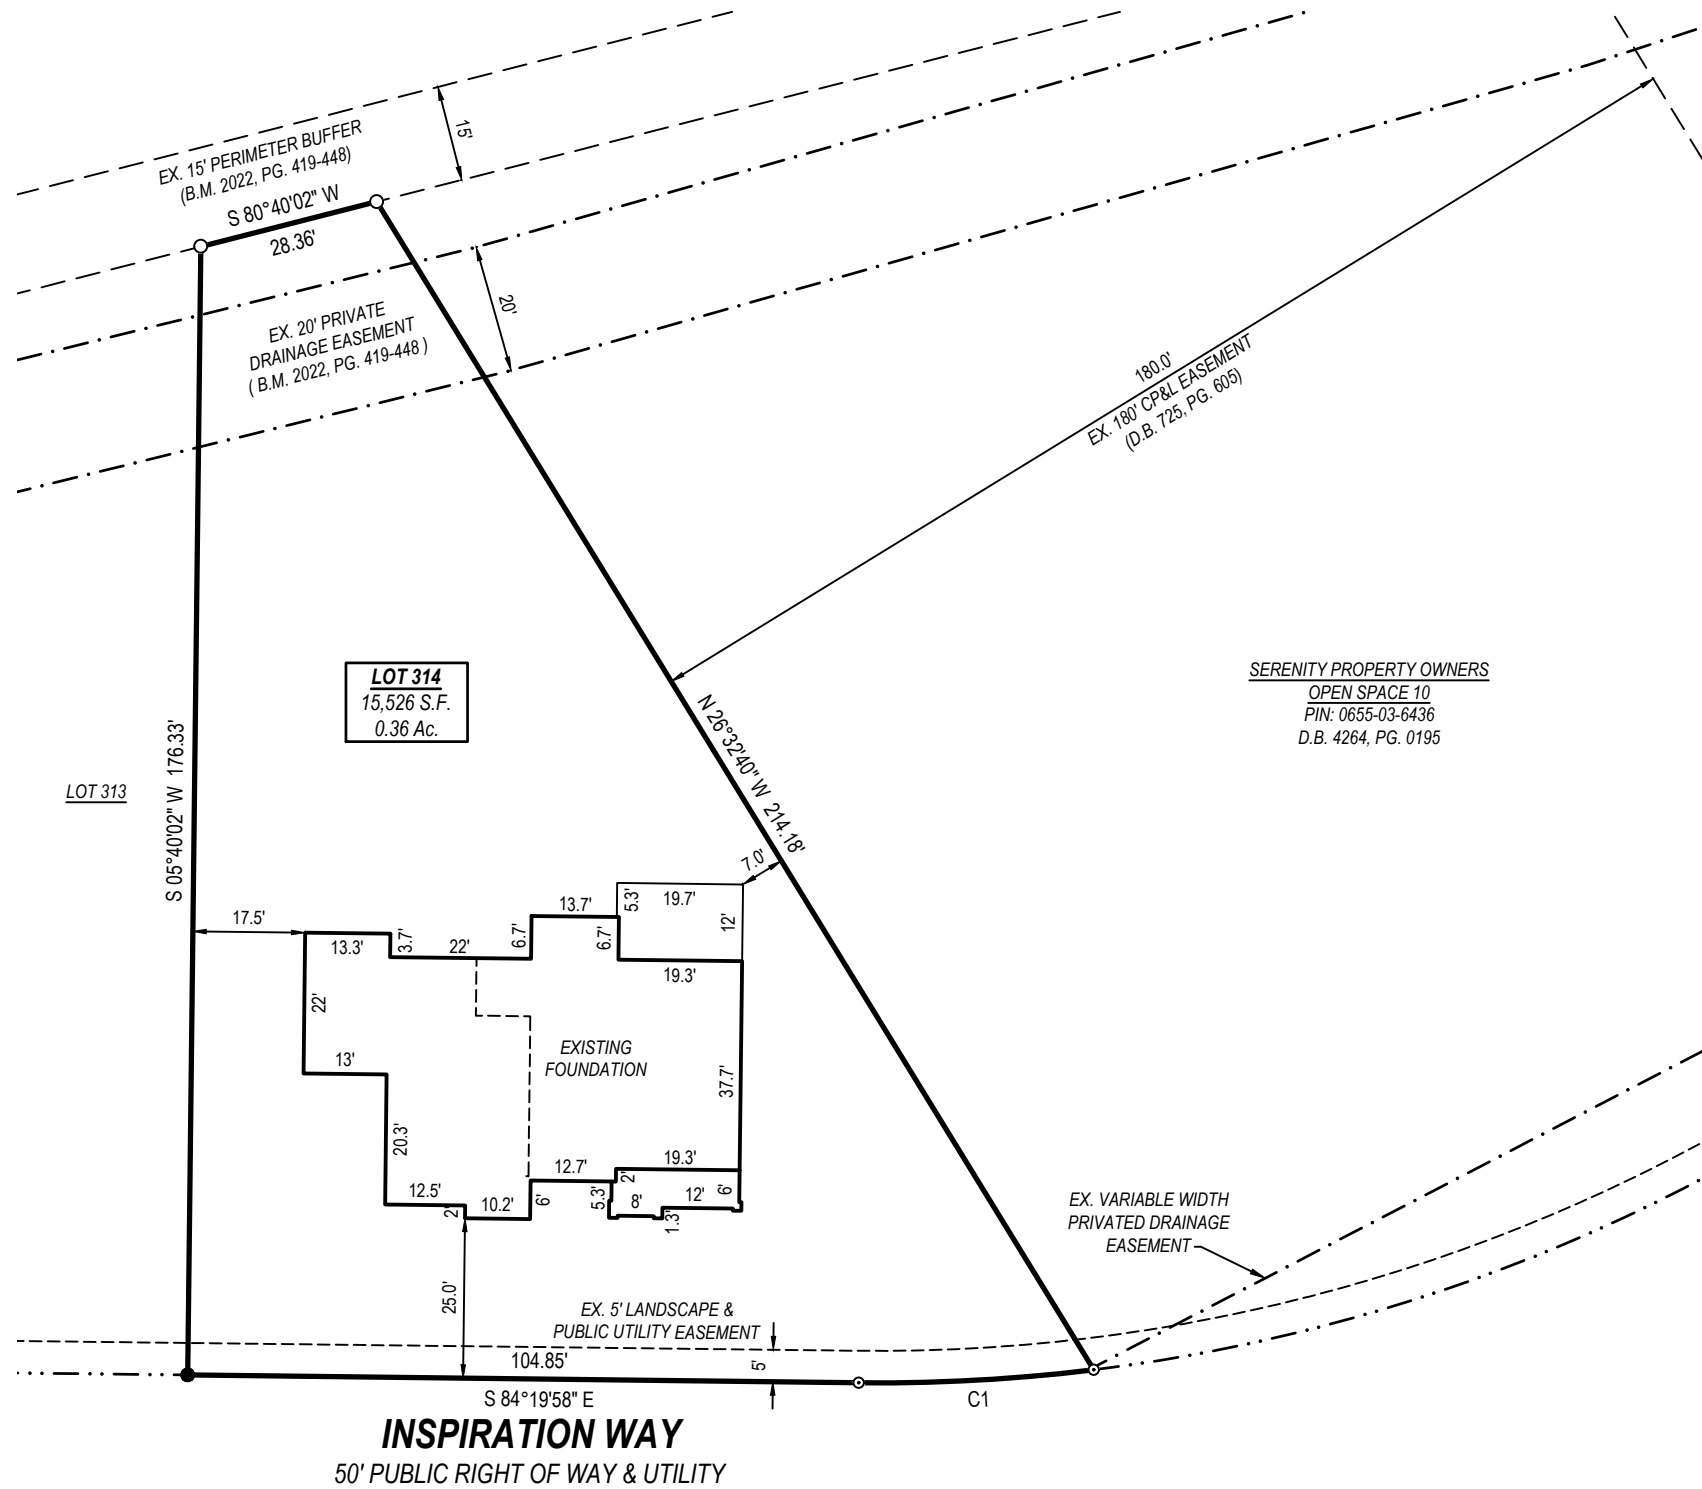 15'
EX. 15' PERIMETER BUFFER
(B.M. 2022, PG. 419-448)
S 80°40'02" W
28.36'
20'
EX. 20' PRIVATE
DRAINAGE EASEMENT
( B.M. 2022, PG. 419-448 )
180.0'
EX. 180' CP&L EASEMENT
(D.B. 725, PG. 605)
LOT 314
15,526 S.F.
0.36 Ac.
SERENITY PROPERTY OWNERS
OPEN SPACE 10
PIN: 0655-03-6436
D.B. 4264, PG. 0195
LOT 313
S 05°40'02" W 176.33'
N 26°32'40" W 214.18'
7.0'
17.5'
13.3'
3.7'
22'
6.7'
13.7'
6.7'
5.3'
19.7'
12'
19.3'
22'
13'
EXISTING
FOUNDATION
37.7'
20.3'
12.5'
2'
10.2'
6'
12.7'
5.3'
2'
19.3'
8'
12'
6'
1.3'
25.0'
EX. VARIABLE WIDTH
PRIVATED DRAINAGE
EASEMENT
EX. 5' LANDSCAPE &
PUBLIC UTILITY EASEMENT
5'
104.85'
S 84°19'58" E
C1
INSPIRATION WAY
50' PUBLIC RIGHT OF WAY & UTILITY